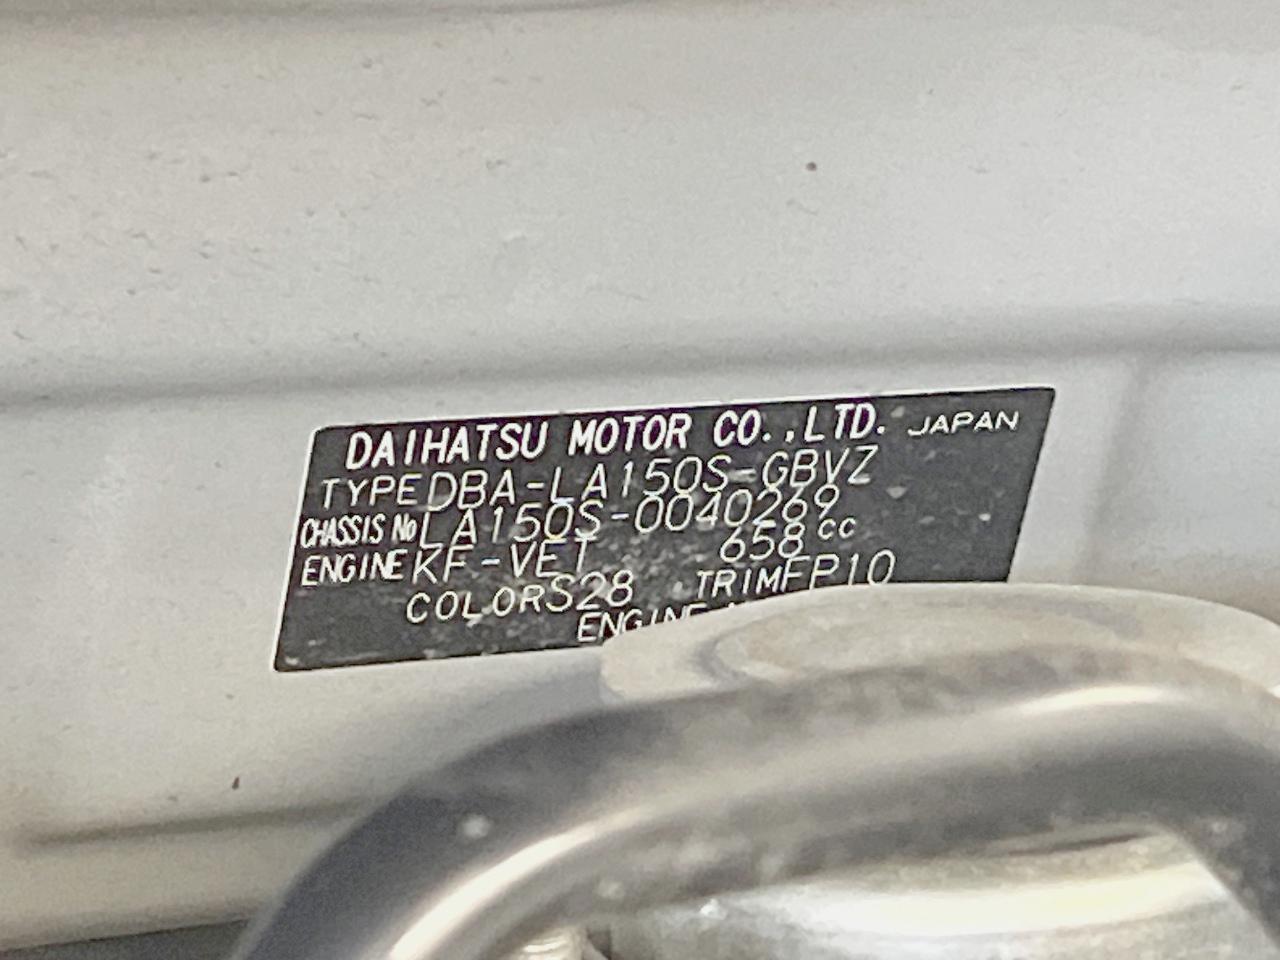 DAIHATSU MOTOR CO.,LTD. JAPAN
TYPE DBA-LA150S-GBVZ
CHASSIS No LA150S-0040269
ENGINE KF-VET 658 cc
COLOR S28 TRIM FP10
ENGINE